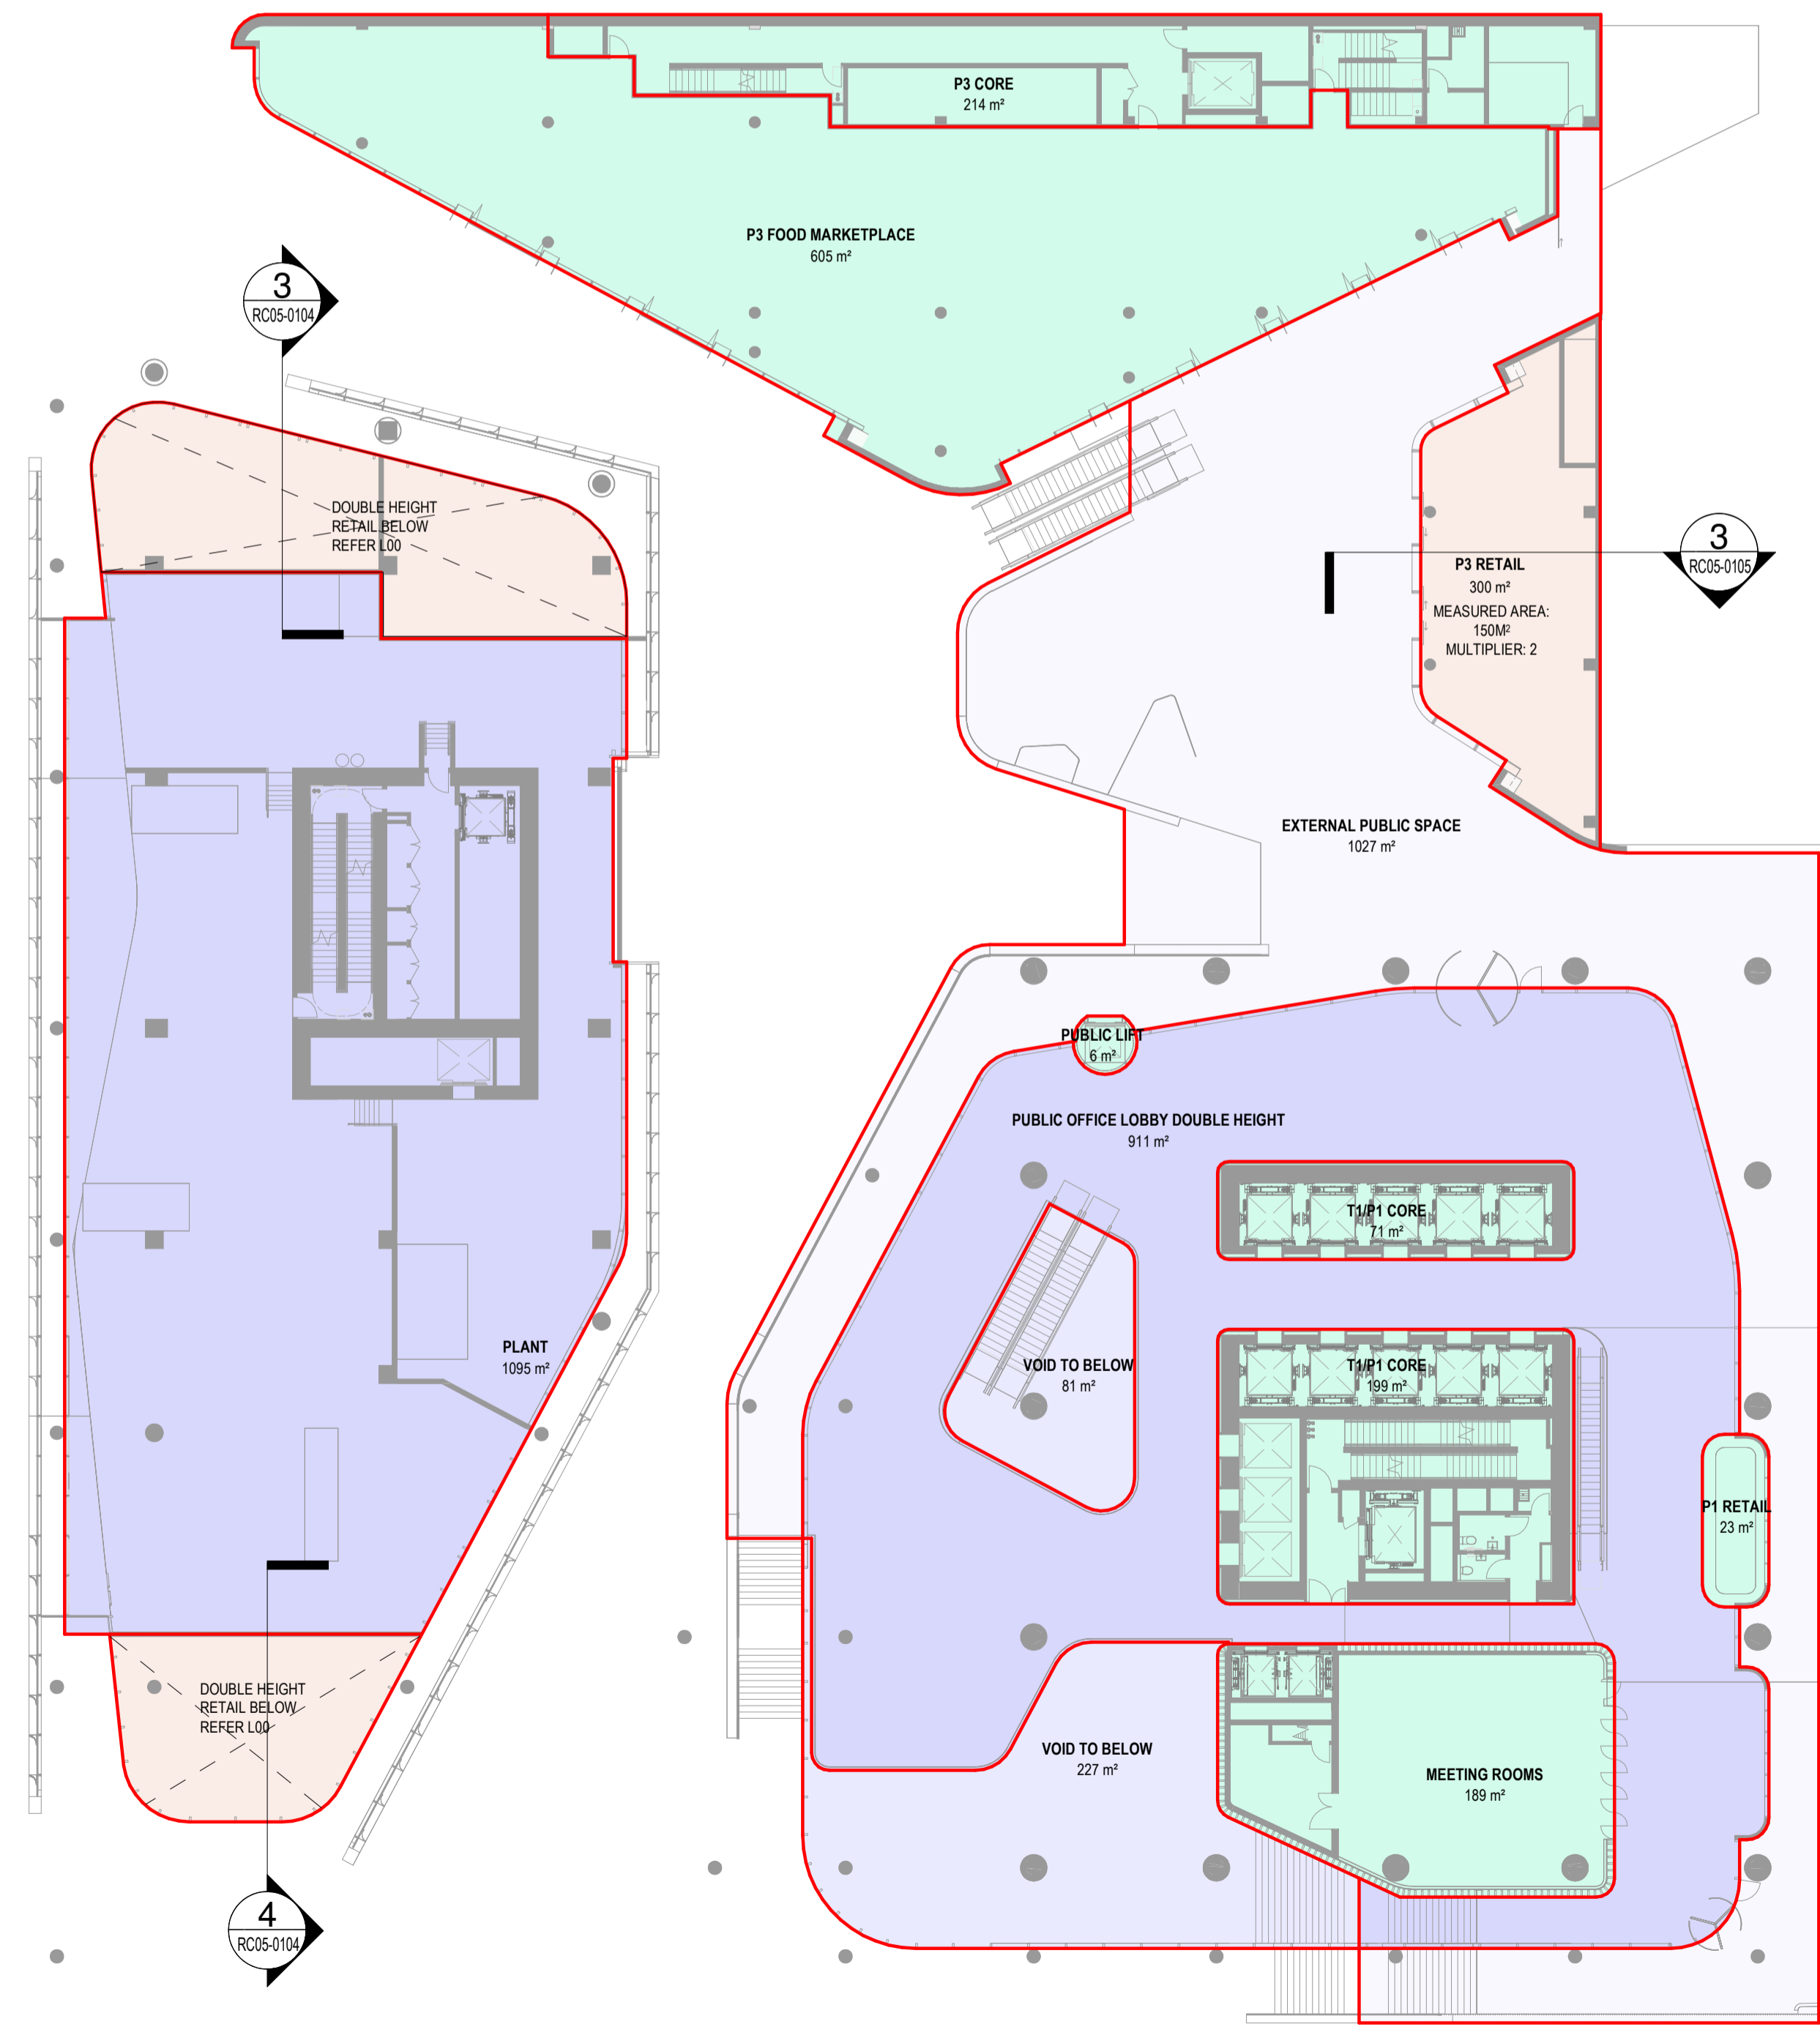 P3 CORE
214 m²
P3 FOOD MARKETPLACE
605 m²
3
RC05-0104
DOUBLE HEIGHT
RETAIL BELOW
REFER L00
3
RC05-0105
P3 RETAIL
300 m²
MEASURED AREA:
150M²
MULTIPLIER: 2
EXTERNAL PUBLIC SPACE
1027 m²
PUBLIC LIFT
6 m²
PUBLIC OFFICE LOBBY DOUBLE HEIGHT
911 m²
T1/P1 CORE
71 m²
PLANT
1095 m²
VOID TO BELOW
81 m²
T1/P1 CORE
199 m²
P1 RETAIL
23 m²
DOUBLE HEIGHT
RETAIL BELOW
REFER L00
VOID TO BELOW
227 m²
MEETING ROOMS
189 m²
4
RC05-0104